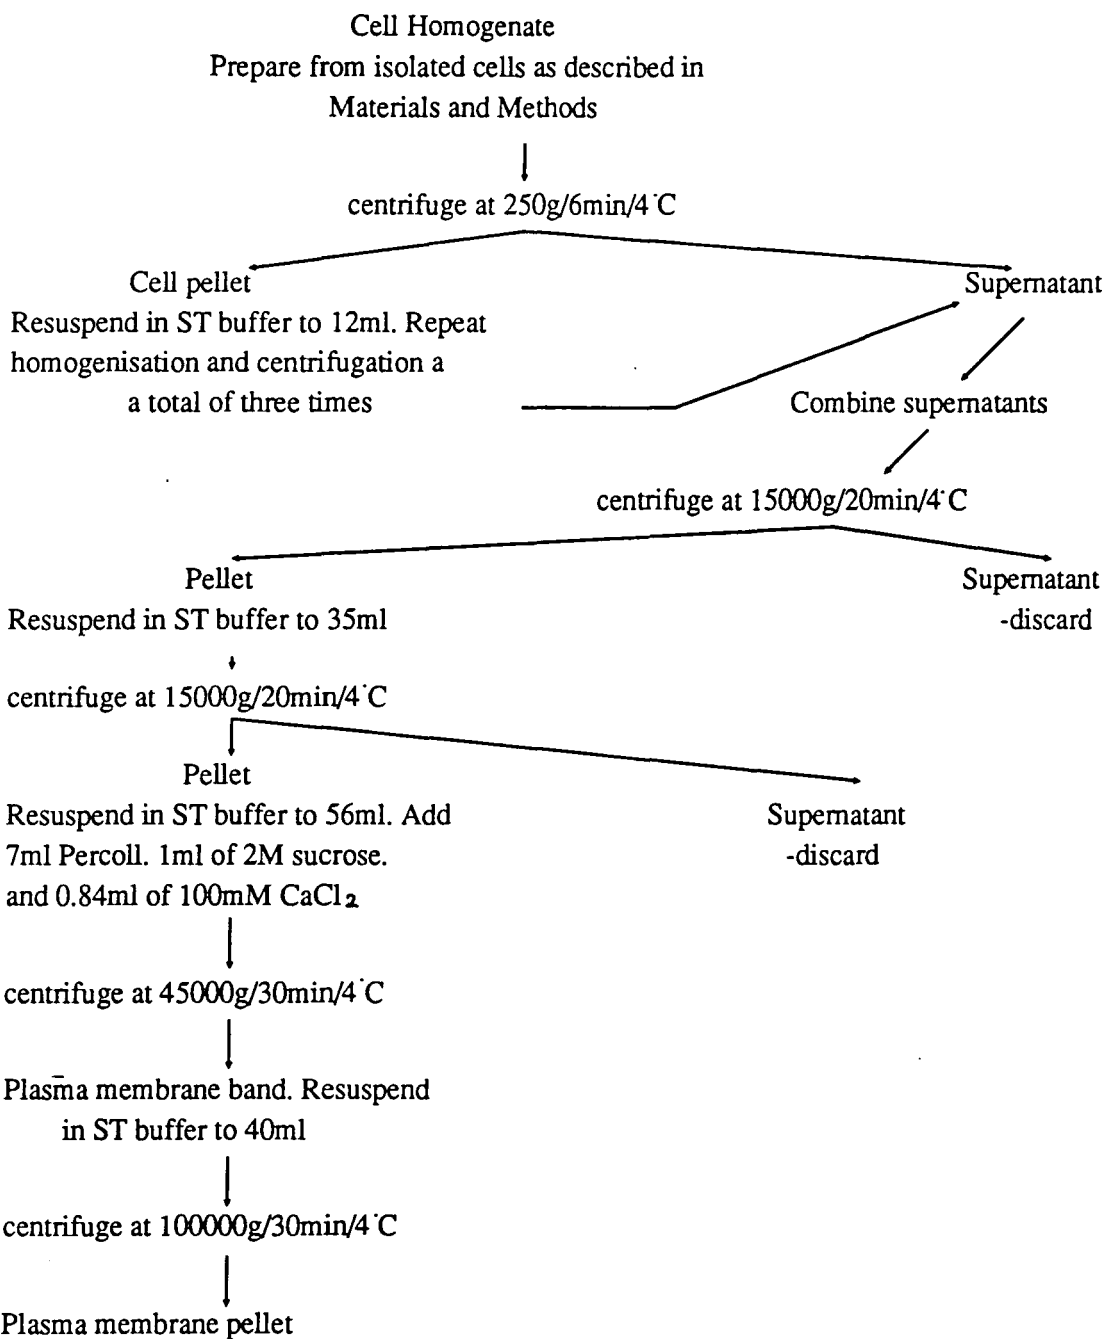 Cell Homogenate
Prepare from isolated cells as described in
Materials and Methods
centrifuge at 250g/6min/4°C
Cell pellet
Resuspend in ST buffer to 12ml. Repeat
homogenisation and centrifugation a
a total of three times
Supernatant
Combine supernatants
centrifuge at 15000g/20min/4°C
Pellet
Resuspend in ST buffer to 35ml
Supernatant
-discard
centrifuge at 15000g/20min/4°C
Pellet
Resuspend in ST buffer to 56ml. Add
7ml Percoll. 1ml of 2M sucrose.
and 0.84ml of 100mM CaCl₂
Supernatant
-discard
centrifuge at 45000g/30min/4°C
Plasma membrane band. Resuspend
in ST buffer to 40ml
centrifuge at 100000g/30min/4°C
Plasma membrane pellet